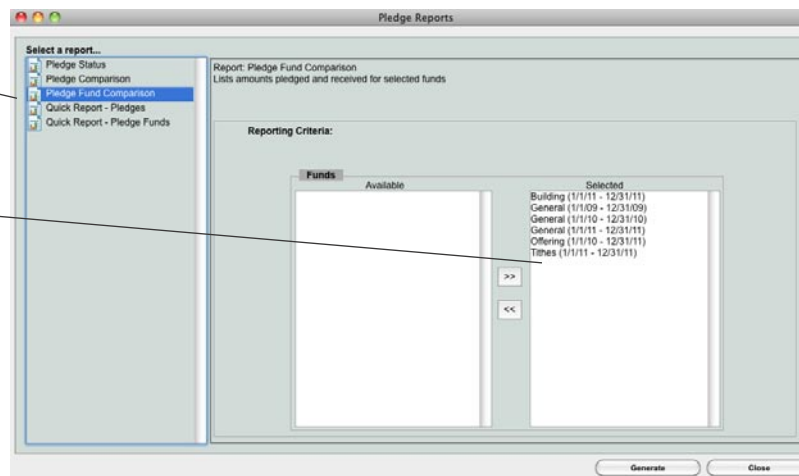 Pledge Reports
Select a report...
Pledge Status
Pledge Comparison
Pledge Fund Comparison
Quick Report - Pledges
Quick Report - Pledge Funds
Report: Pledge Fund Comparison
Lists amounts pledged and received for selected funds
Reporting Criteria:
Funds
Available
Selected
Building (1/1/11 - 12/31/11)
General (1/1/09 - 12/31/09)
General (1/1/10 - 12/31/10)
General (1/1/11 - 12/31/11)
Offering (1/1/10 - 12/31/11)
Tithes (1/1/11 - 12/31/11)
>>
<<
Generate
Close